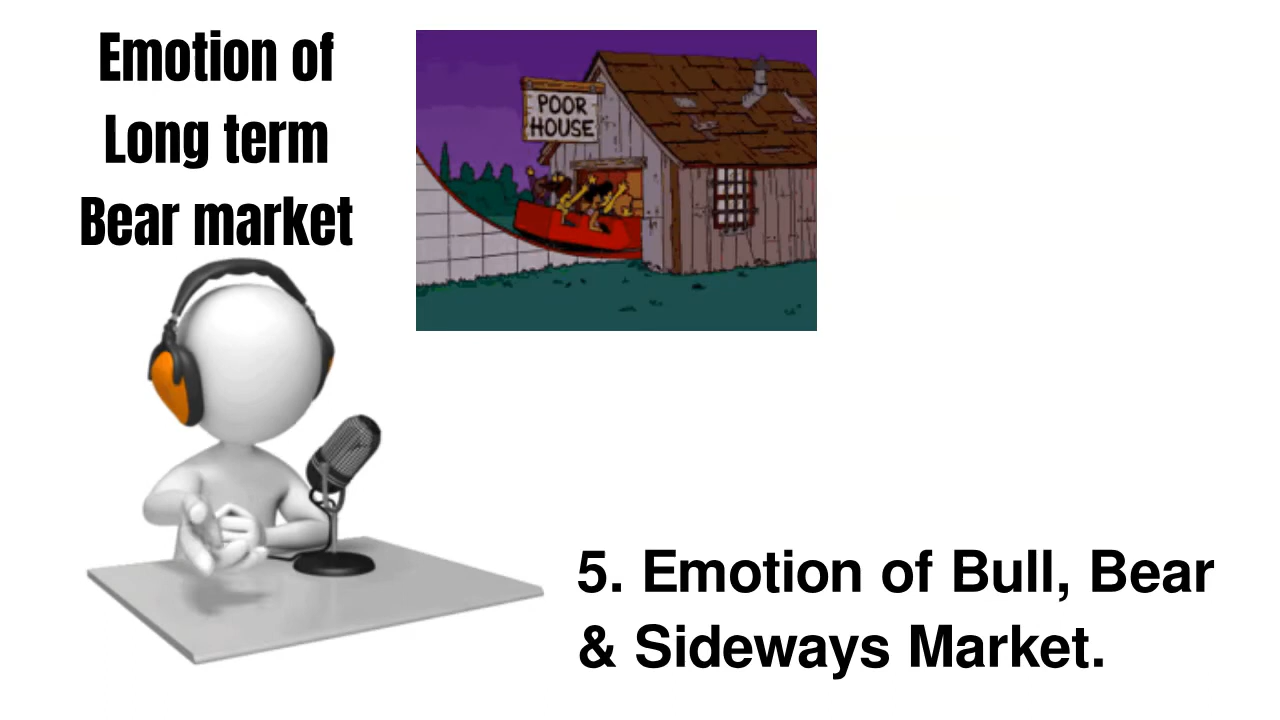 Emotion of
Long term
Bear market
POOR
HOUSE
5. Emotion of Bull, Bear
& Sideways Market.